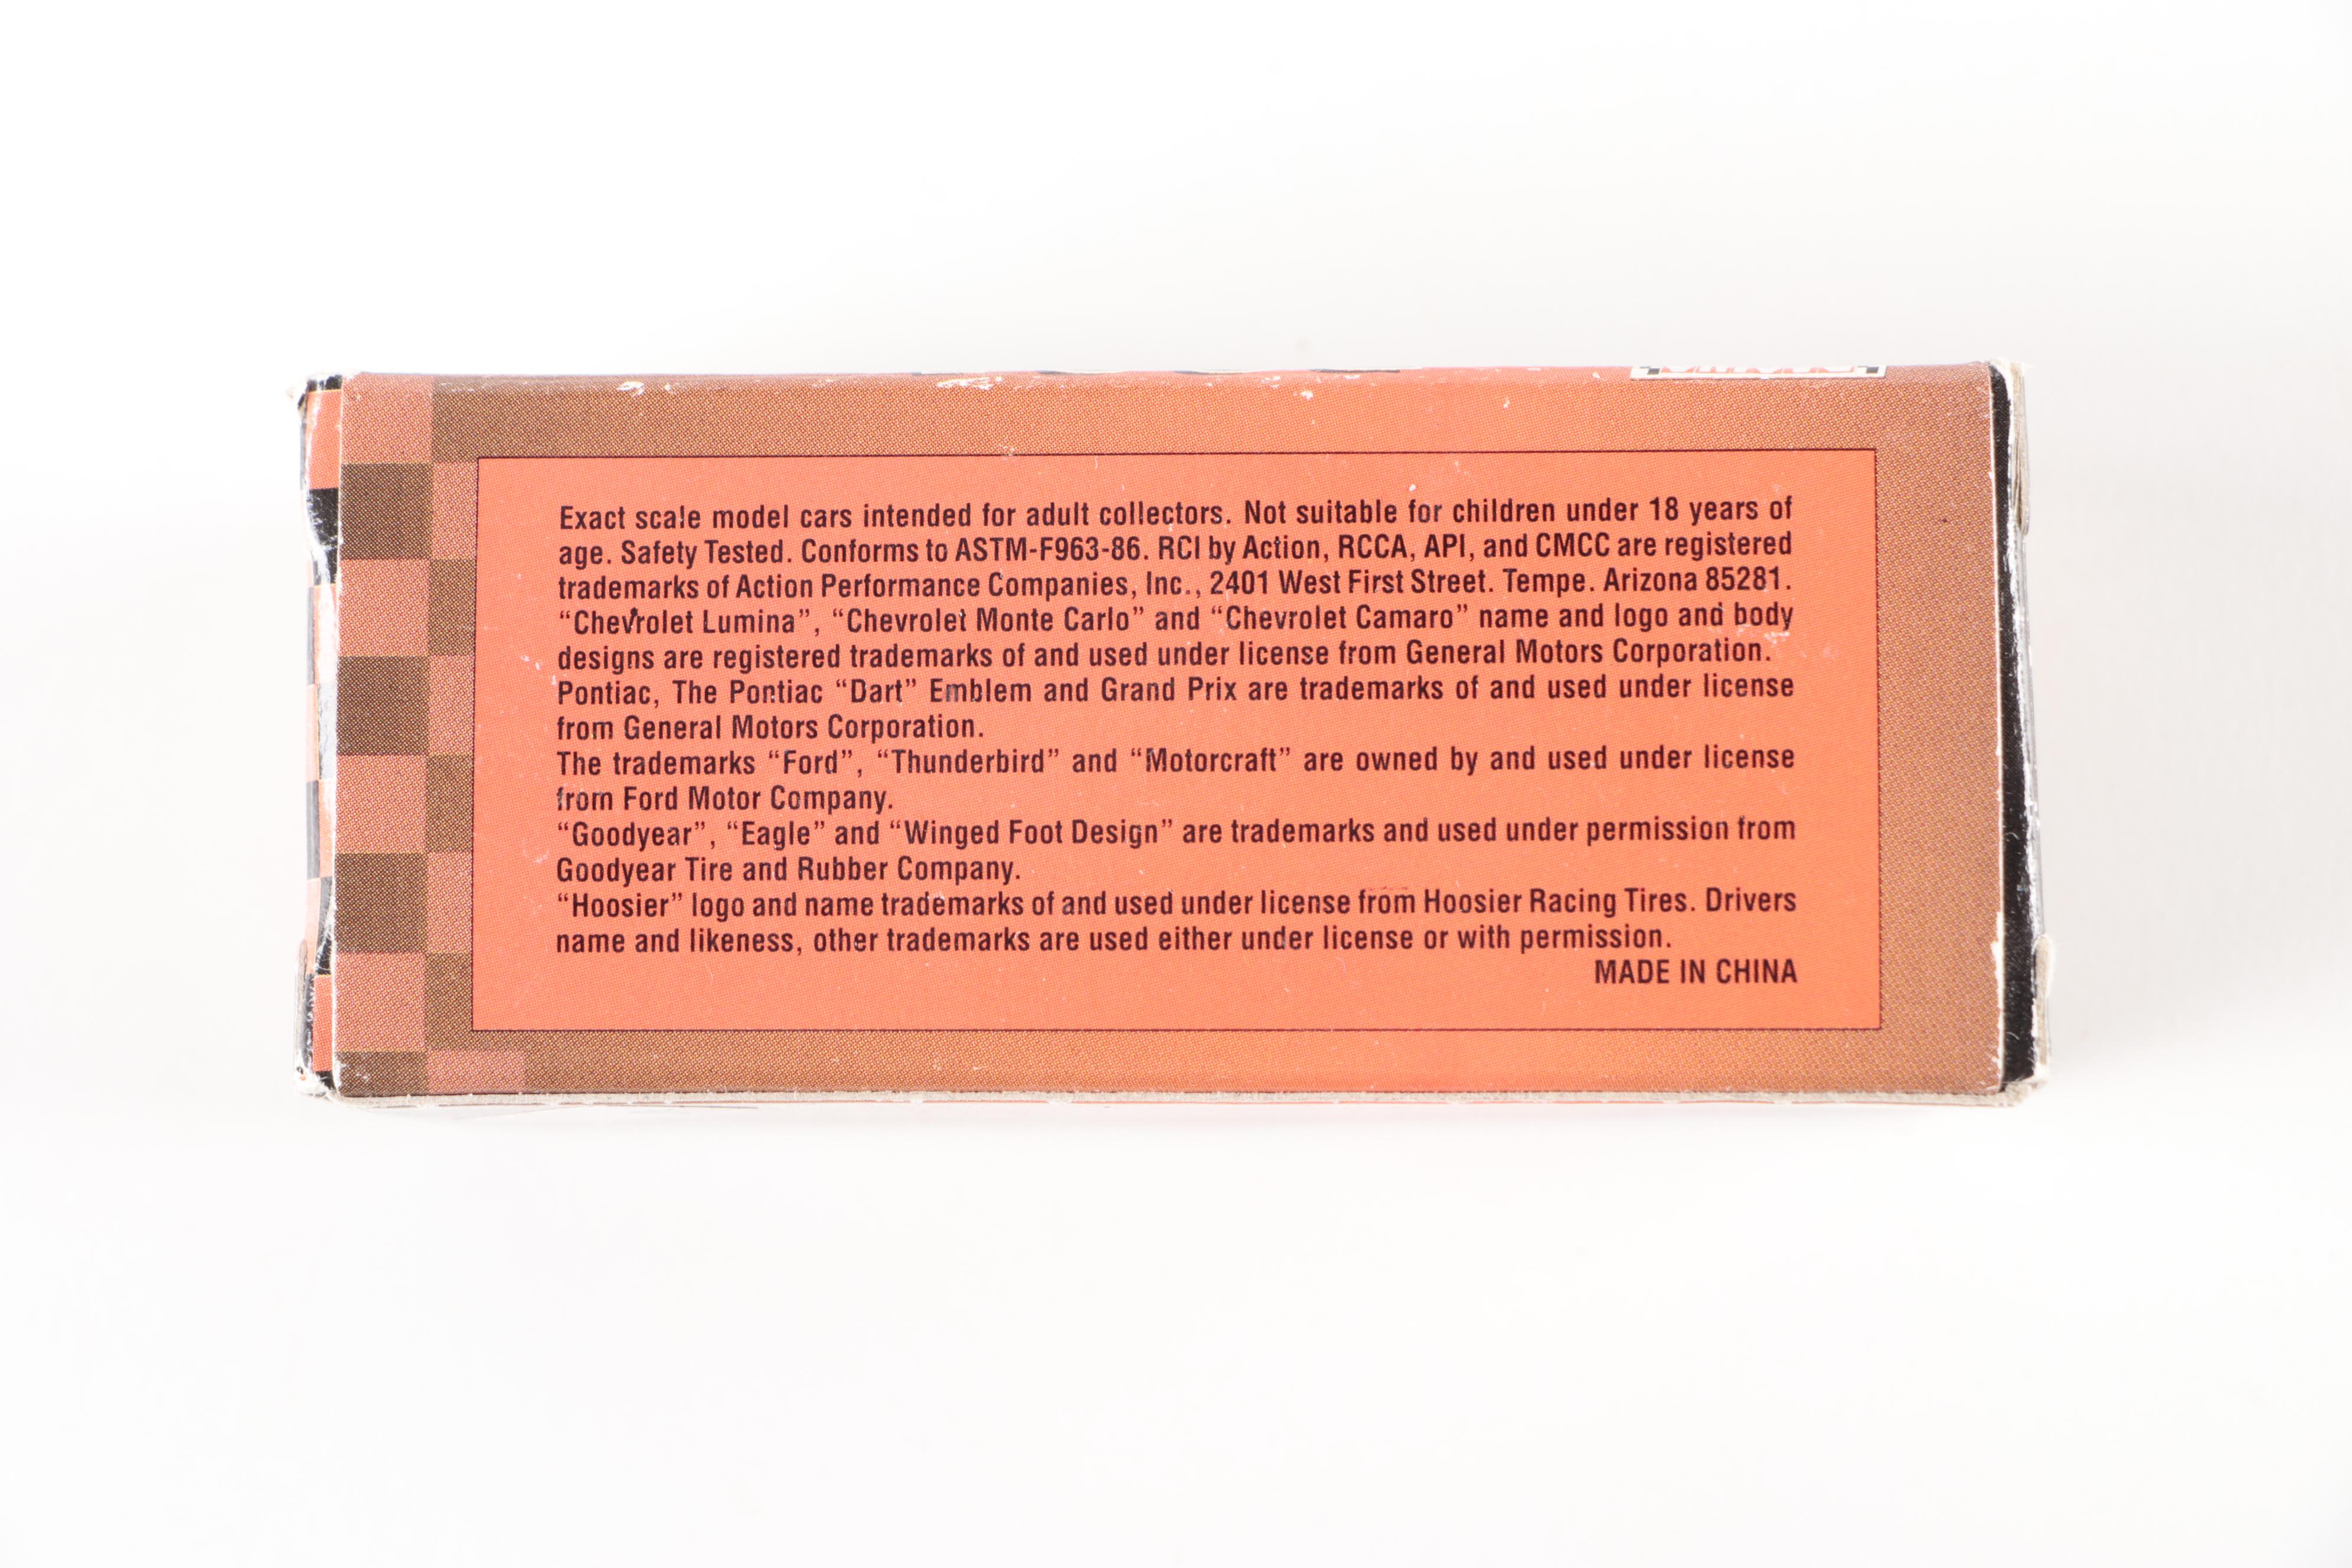 Exact scale model cars intended for adult collectors. Not suitable for children under 18 years of
age. Safety Tested. Conforms to ASTM-F963-86. RCI by Action, RCCA, API, and CMCC are registered
trademarks of Action Performance Companies, Inc., 2401 West First Street. Tempe. Arizona 85281.
“Chevrolet Lumina”, “Chevrolet Monte Carlo” and “Chevrolet Camaro” name and logo and body
designs are registered trademarks of and used under license from General Motors Corporation.
Pontiac, The Pontiac “Dart” Emblem and Grand Prix are trademarks of and used under license
from General Motors Corporation.
The trademarks “Ford”, “Thunderbird” and “Motorcraft” are owned by and used under license
from Ford Motor Company.
“Goodyear”, “Eagle” and “Winged Foot Design” are trademarks and used under permission from
Goodyear Tire and Rubber Company.
“Hoosier” logo and name trademarks of and used under license from Hoosier Racing Tires. Drivers
name and likeness, other trademarks are used either under license or with permission.
MADE IN CHINA